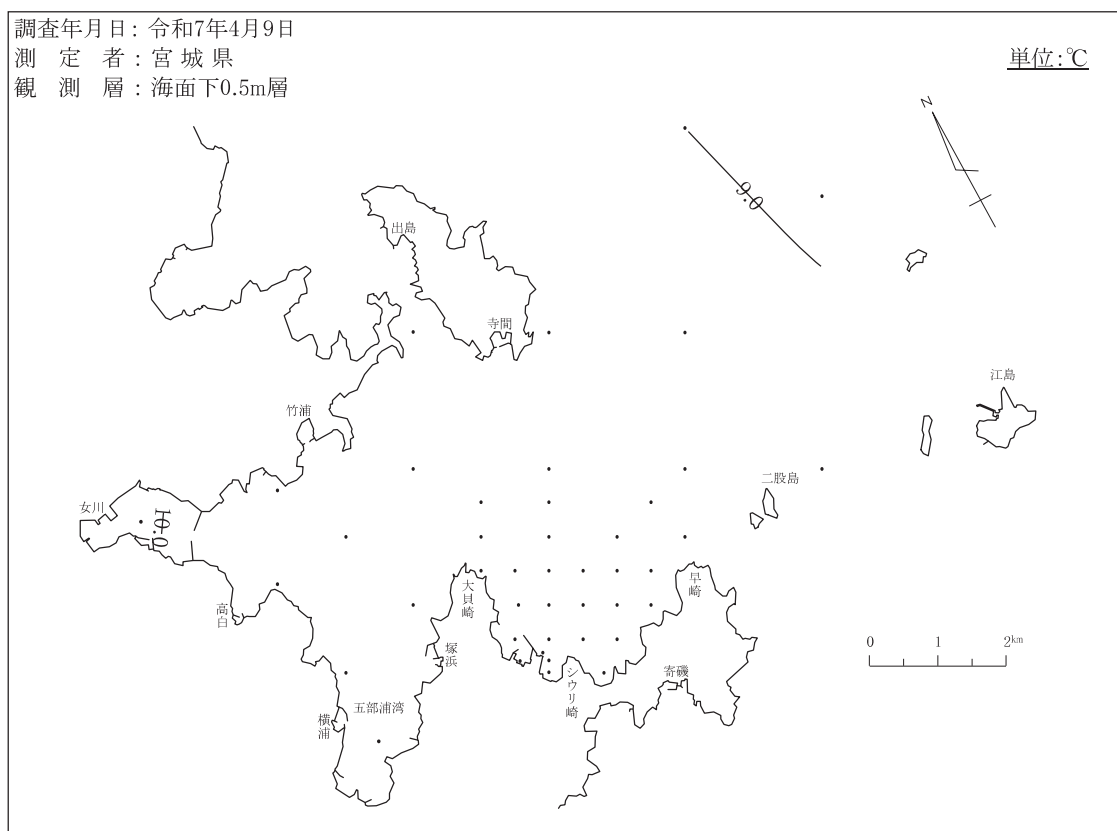 調査年月日：令和7年4月9日
測定者：宮城県
観測層：海面下0.5m層
単位：℃
N
9.0
出島
寺間
江島
竹浦
二股島
女川
10.0
早崎
大貝崎
高白
0 1 2km
塚浜
シウリ崎
寄磯
五部浦湾
横浦